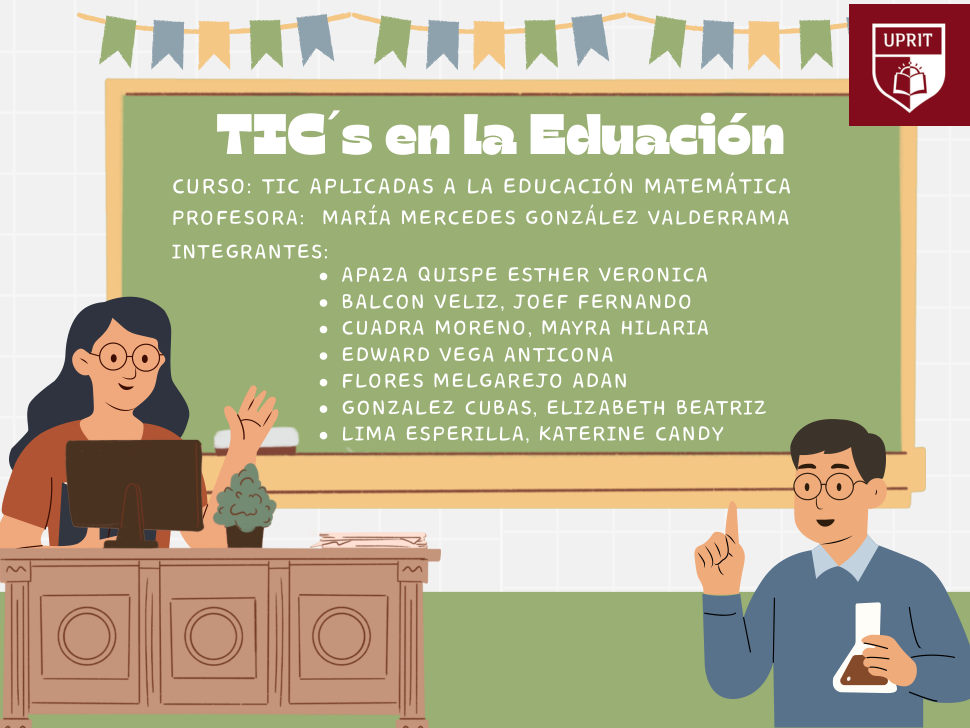 UPRIT
TIC´s en la Eduación
CURSO: TIC APLICADAS A LA EDUCACIÓN MATEMÁTICA
PROFESORA: MARÍA MERCEDES GONZÁLEZ VALDERRAMA
INTEGRANTES:
• APAZA QUISPE ESTHER VERONICA
• BALCON VELIZ, JOEF FERNANDO
• CUADRA MORENO, MAYRA HILARIA
• EDWARD VEGA ANTICONA
• FLORES MELGAREJO ADAN
• GONZALEZ CUBAS, ELIZABETH BEATRIZ
• LIMA ESPERILLA, KATERINE CANDY